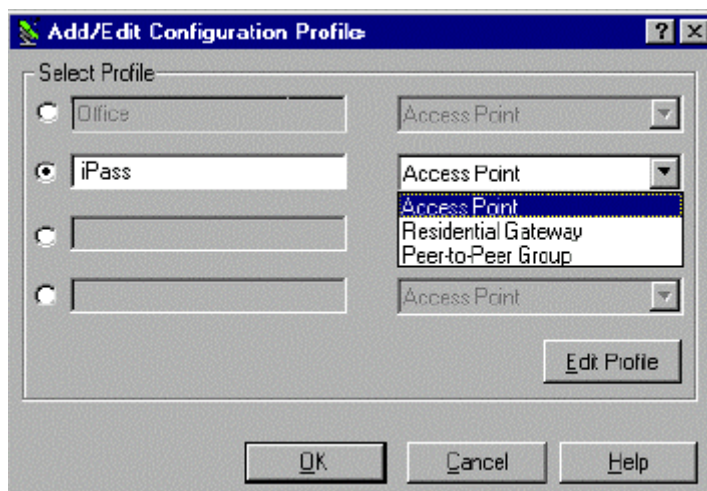 Add/Edit Configuration Profiles
Select Profile
Office Access Point
iPass Access Point
Access Point
Residential Gateway
Peer-to-Peer Group
Access Point
Edit Profile
OK Cancel Help